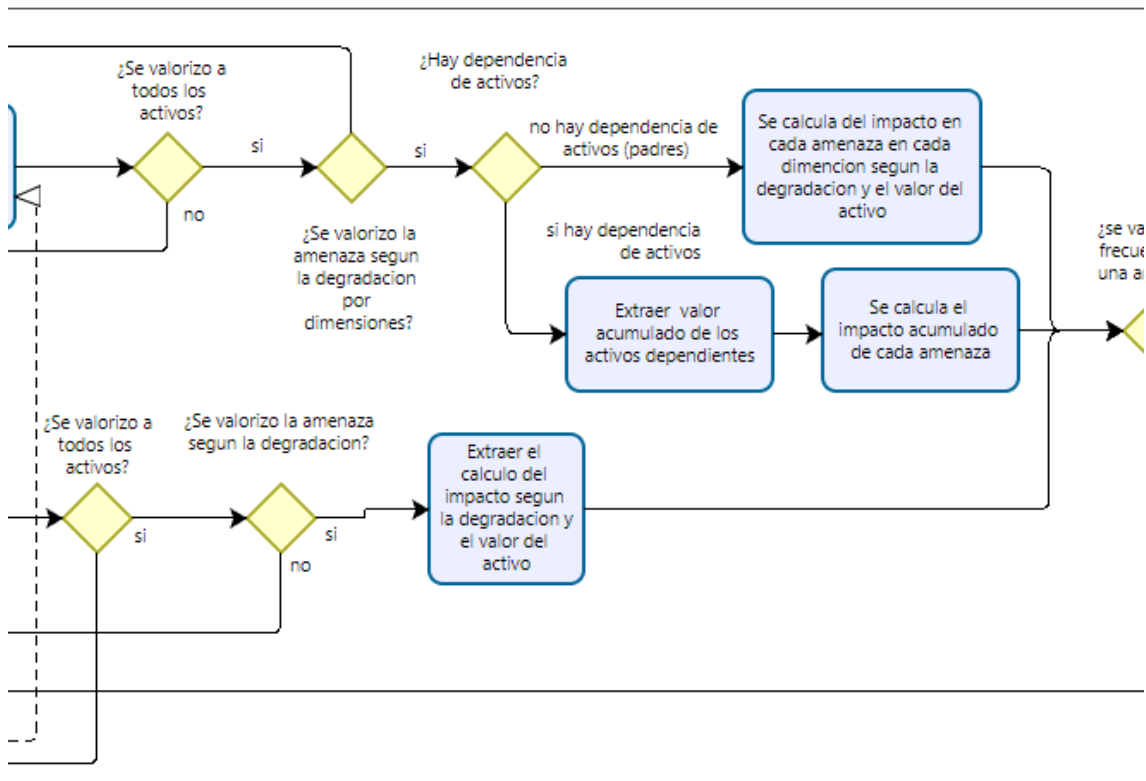 ¿Se valorizo a
todos los
activos?
si
no
¿Se valorizo la
amenaza segun
la degradacion
por
dimensiones?
si
¿Hay dependencia
de activos?
no hay dependencia de
activos (padres)
Se calcula del impacto en
cada amenaza en cada
dimencion segun la
degradacion y el valor del
activo
si hay dependencia
de activos
Extraer valor
acumulado de los
activos dependientes
Se calcula el
impacto acumulado
de cada amenaza
¿se va
frecue
una a
¿Se valorizo a
todos los
activos?
si
¿Se valorizo la amenaza
segun la degradacion?
si
no
Extraer el
calculo del
impacto segun
la degradacion y
el valor del
activo